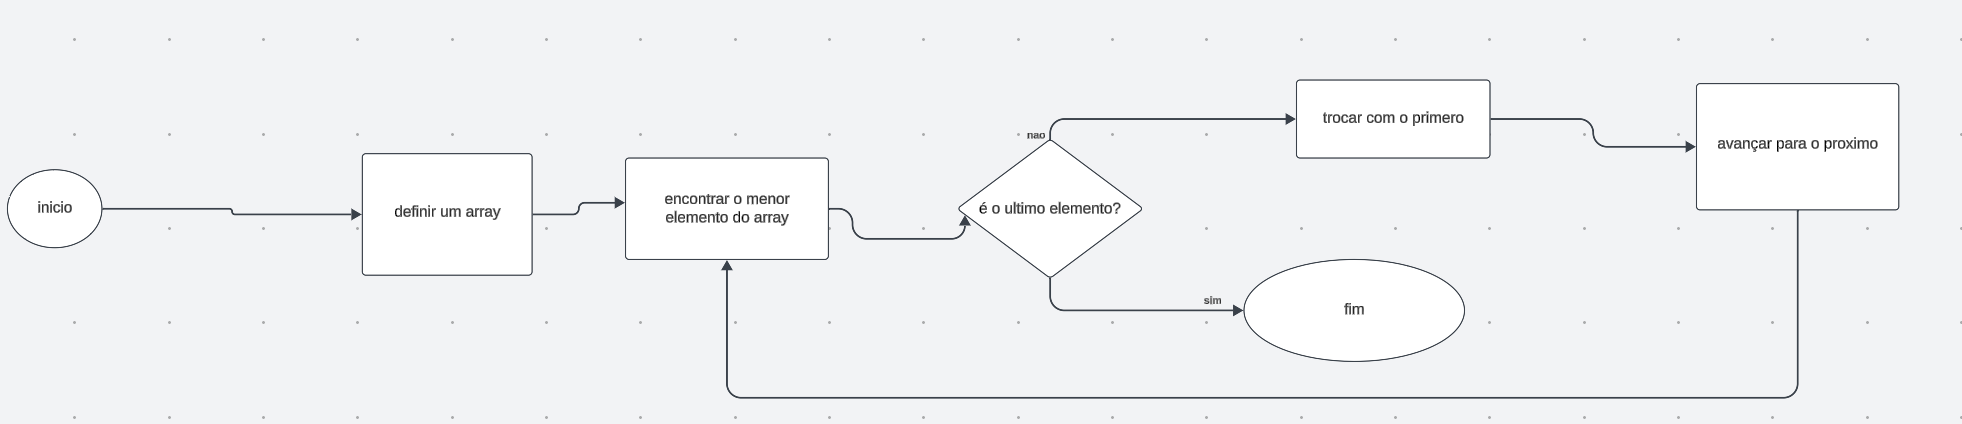 inicio
definir um array
encontrar o menor
elemento do array
é o ultimo elemento?
nao
trocar com o primero
avançar para o proximo
sim
fim